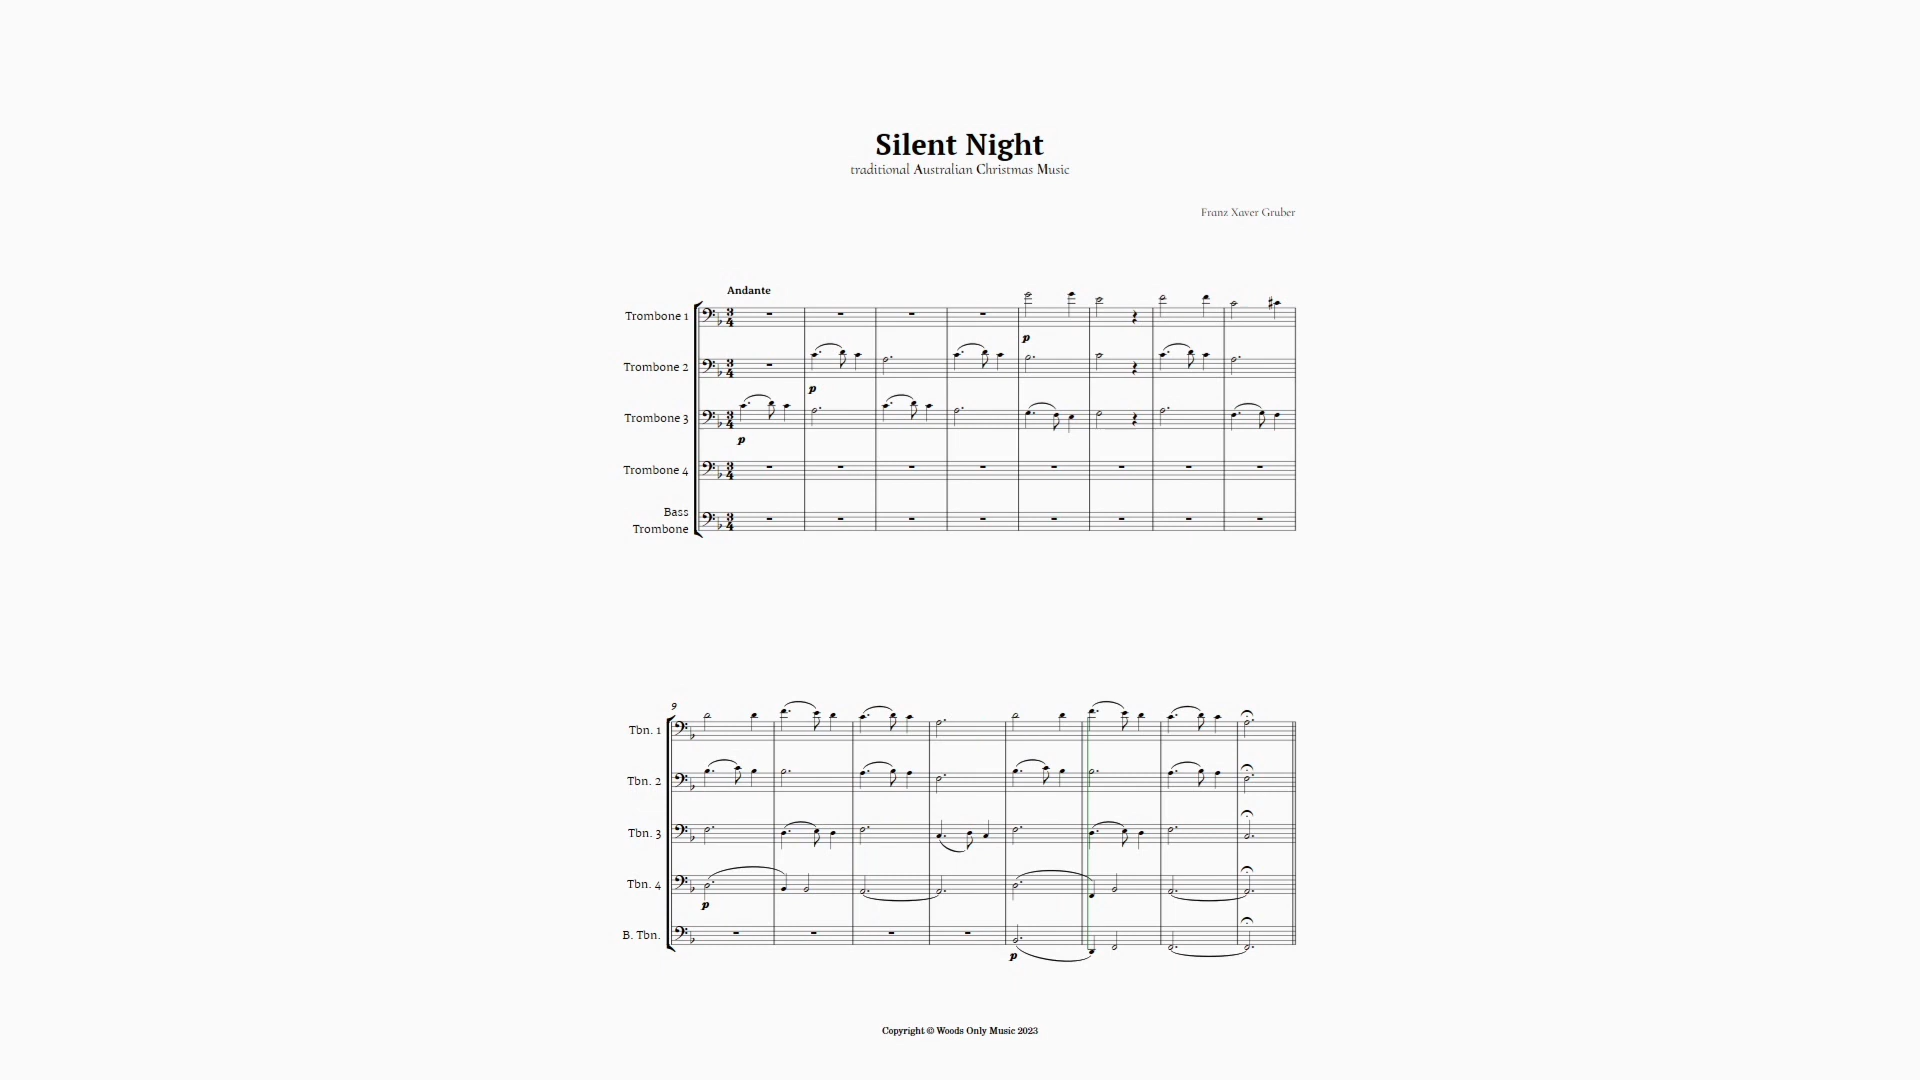 Silent Night
traditional Australian Christmas Music
Franz Xaver Gruber
Andante
Trombone 1
p
Trombone 2
p
Trombone 3
p
Trombone 4
Bass
Trombone
9
Tbn. 1
Tbn. 2
Tbn. 3
Tbn. 4
p
B. Tbn.
p
Copyright © Woods Only Music 2023